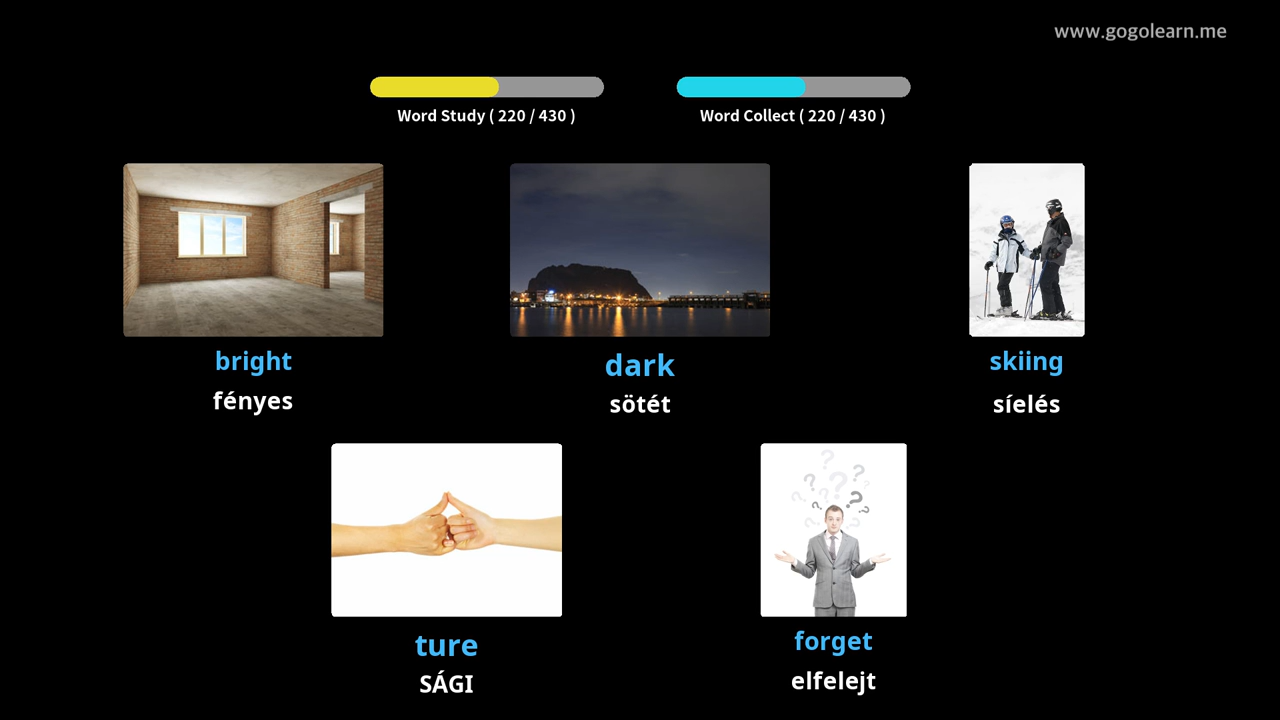 www.gogolearn.me
Word Study ( 220 / 430 )
Word Collect ( 220 / 430 )
bright
fényes
dark
sötét
skiing
síelés
ture
SÁGI
forget
elfelejt